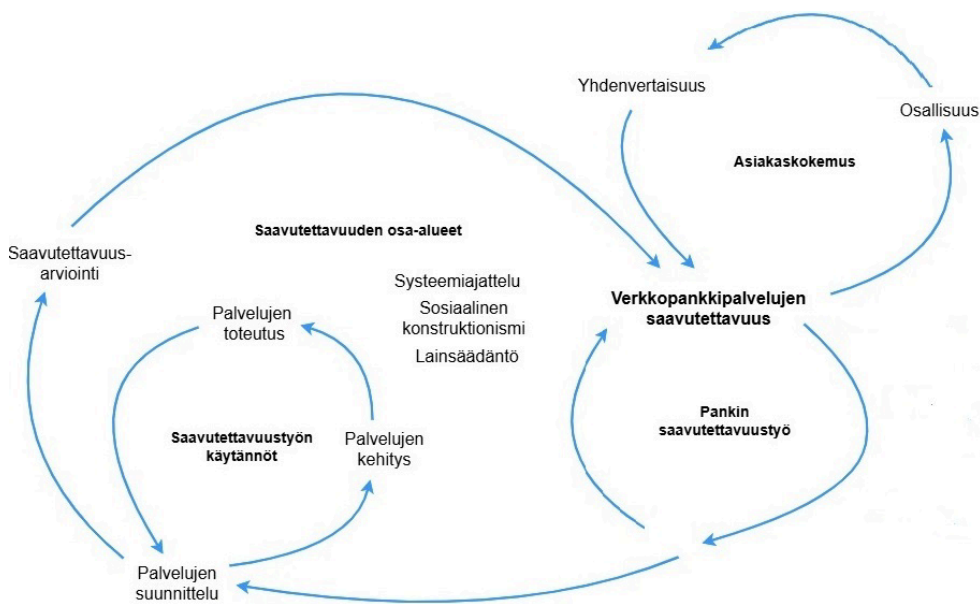 Yhdenvertaisuus
Osallisuus
Asiakaskokemus
Saavutettavuuden osa-alueet
Saavutettavuus-
arviointi
Systeemiajattelu
Sosiaalinen
konstruktionismi
Lainsäädäntö
Verkkopankkipalvelujen
saavutettavuus
Palvelujen
toteutus
Pankin
saavutettavuustyö
Saavutettavuustyön
käytännöt
Palvelujen
kehitys
Palvelujen
suunnittelu